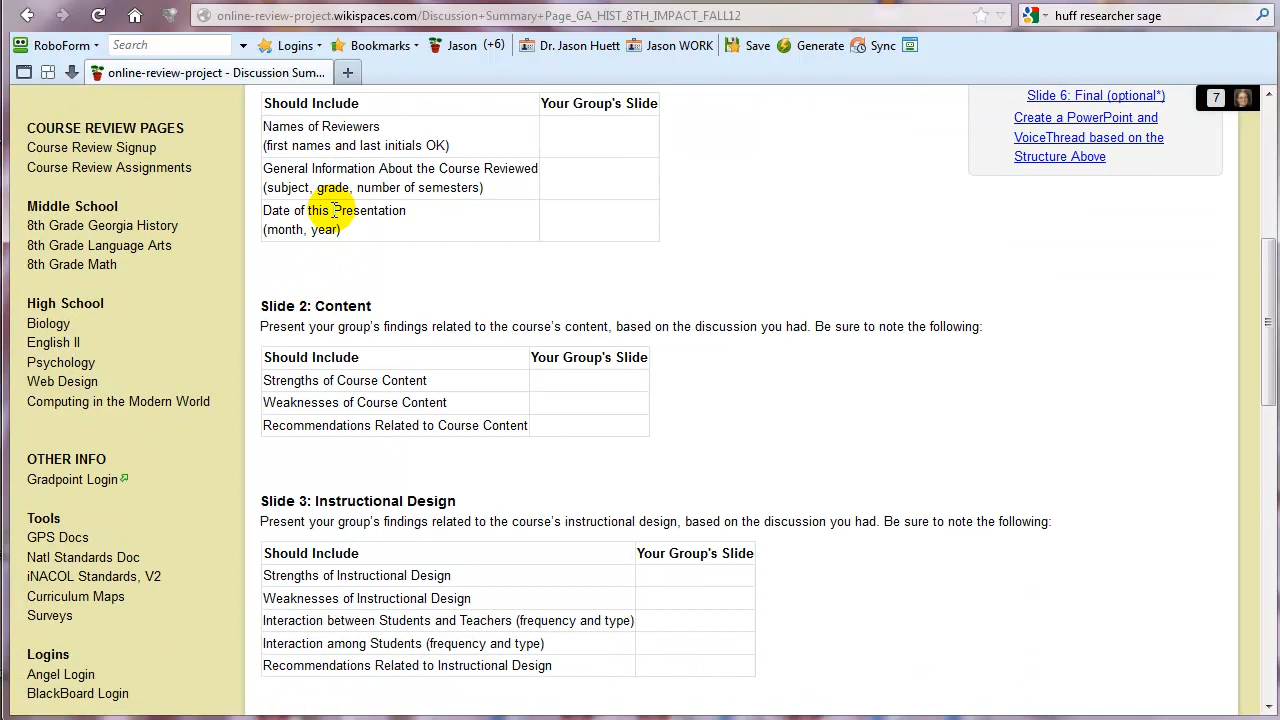 online-review-project.wikispaces.com/Discussion+Summary+Page_GA_HIST_8TH_IMPACT_FALL12
huff researcher sage
RoboForm
Search
Logins
Bookmarks
Jason (+6)
Dr. Jason Huett
Jason WORK
Save
Generate
Sync
online-review-project - Discussion Sum...
COURSE REVIEW PAGES
Course Review Signup
Course Review Assignments
Middle School
8th Grade Georgia History
8th Grade Language Arts
8th Grade Math
High School
Biology
English II
Psychology
Web Design
Computing in the Modern World
OTHER INFO
Gradpoint Login
Tools
GPS Docs
Natl Standards Doc
iNACOL Standards, V2
Curriculum Maps
Surveys
Logins
Angel Login
BlackBoard Login
Should Include Your Group's Slide
Names of Reviewers
(first names and last initials OK)
General Information About the Course Reviewed
(subject, grade, number of semesters)
Date of this Presentation
(month, year)
Slide 2: Content
Present your group's findings related to the course's content, based on the discussion you had. Be sure to note the following:
Should Include Your Group's Slide
Strengths of Course Content
Weaknesses of Course Content
Recommendations Related to Course Content
Slide 3: Instructional Design
Present your group's findings related to the course's instructional design, based on the discussion you had. Be sure to note the following:
Should Include Your Group's Slide
Strengths of Instructional Design
Weaknesses of Instructional Design
Interaction between Students and Teachers (frequency and type)
Interaction among Students (frequency and type)
Recommendations Related to Instructional Design
Slide 6: Final (optional*)
Create a PowerPoint and
VoiceThread based on the
Structure Above
7